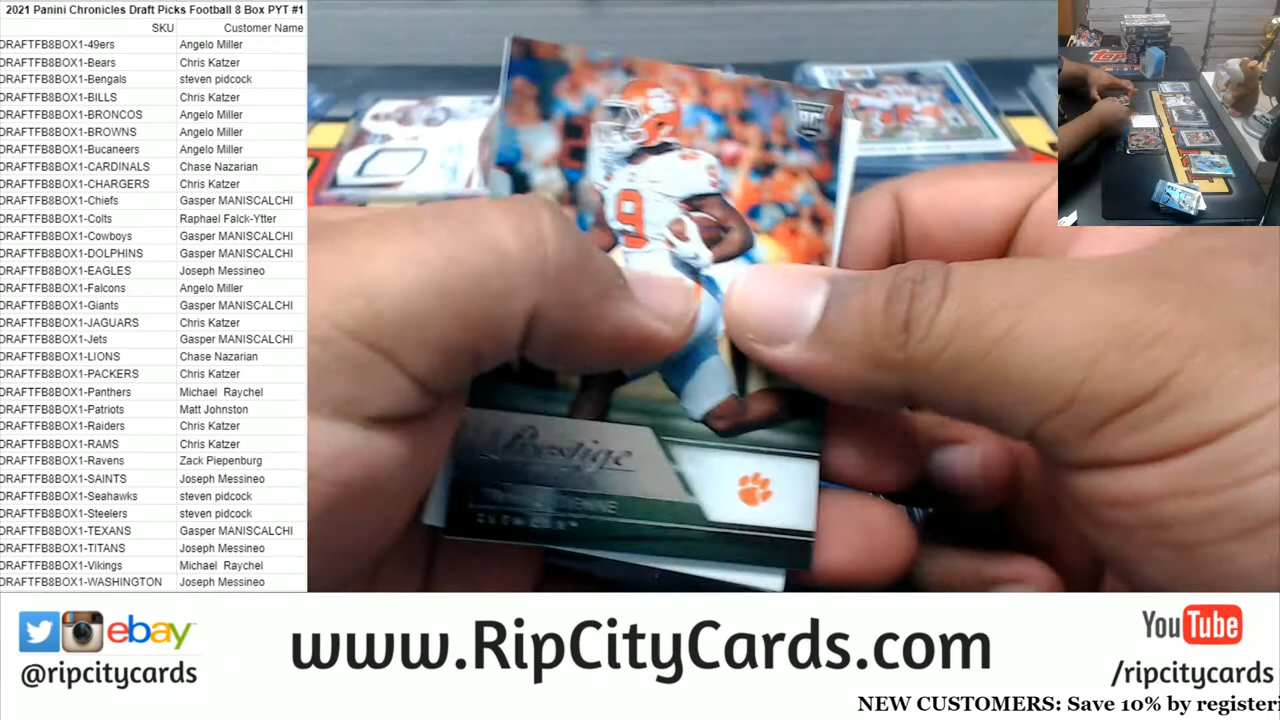 2021 Panini Chronicles Draft Picks Football 8 Box PYT #1
SKU Customer Name
DRAFTFB8BOX1-49ers Angelo Miller
DRAFTFB8BOX1-Bears Chris Katzer
DRAFTFB8BOX1-Bengals steven pidcock
DRAFTFB8BOX1-BILLS Chris Katzer
DRAFTFB8BOX1-BRONCOS Angelo Miller
DRAFTFB8BOX1-BROWNS Angelo Miller
DRAFTFB8BOX1-Bucaneers Angelo Miller
DRAFTFB8BOX1-CARDINALS Chase Nazarian
DRAFTFB8BOX1-CHARGERS Chris Katzer
DRAFTFB8BOX1-Chiefs Gasper MANISCALCHI
DRAFTFB8BOX1-Colts Raphael Falck-Ytter
DRAFTFB8BOX1-Cowboys Gasper MANISCALCHI
DRAFTFB8BOX1-DOLPHINS Gasper MANISCALCHI
DRAFTFB8BOX1-EAGLES Joseph Messineo
DRAFTFB8BOX1-Falcons Angelo Miller
DRAFTFB8BOX1-Giants Gasper MANISCALCHI
DRAFTFB8BOX1-JAGUARS Chris Katzer
DRAFTFB8BOX1-Jets Gasper MANISCALCHI
DRAFTFB8BOX1-LIONS Chase Nazarian
DRAFTFB8BOX1-PACKERS Chris Katzer
DRAFTFB8BOX1-Panthers Michael Raychel
DRAFTFB8BOX1-Patriots Matt Johnston
DRAFTFB8BOX1-Raiders Chris Katzer
DRAFTFB8BOX1-RAMS Chris Katzer
DRAFTFB8BOX1-Ravens Zack Piepenburg
DRAFTFB8BOX1-SAINTS Joseph Messineo
DRAFTFB8BOX1-Seahawks steven pidcock
DRAFTFB8BOX1-Steelers steven pidcock
DRAFTFB8BOX1-TEXANS Gasper MANISCALCHI
DRAFTFB8BOX1-TITANS Joseph Messineo
DRAFTFB8BOX1-Vikings Michael Raychel
DRAFTFB8BOX1-WASHINGTON Joseph Messineo
RC
9
9
Prestige
Topps
ebay
@ripcitycards
www.RipCityCards.com
YouTube
/ripcitycards
NEW CUSTOMERS: Save 10% by registeri